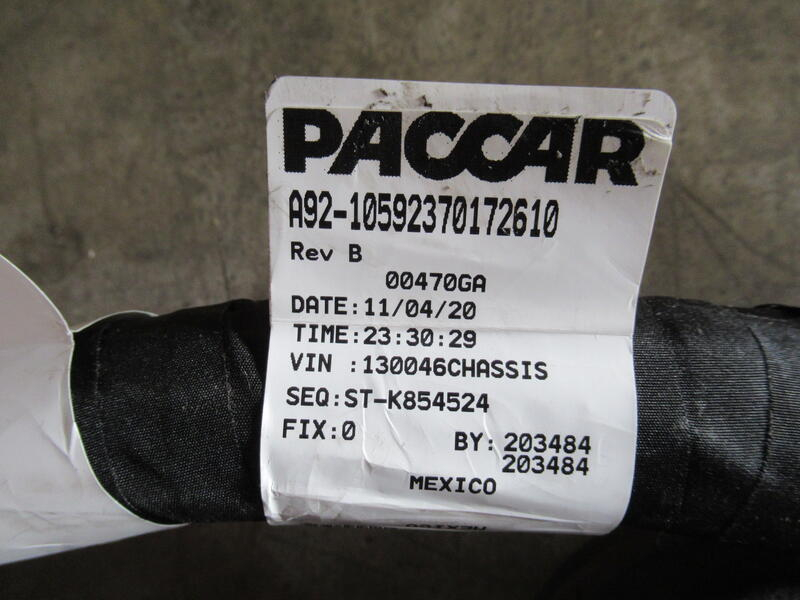 PACCAR
A92-10592370172610
Rev B
00470GA
DATE:11/04/20
TIME:23:30:29
VIN :130046CHASSIS
SEQ:ST-K854524
FIX:0 BY: 203484
203484
MEXICO
MEXICO